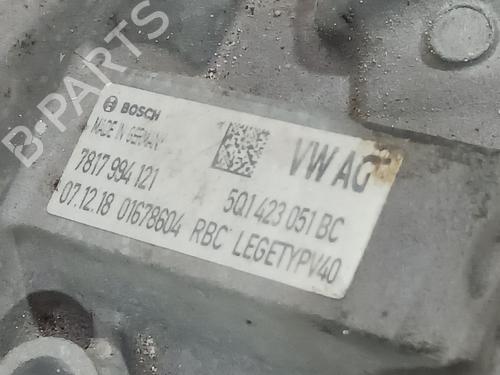 B-Parts
BOSCH
MADE IN GERMANY
VW AG
7817 994 121
A 5Q1 423 051 BC
07.12.18 01678604 RBC LEGETYPV40